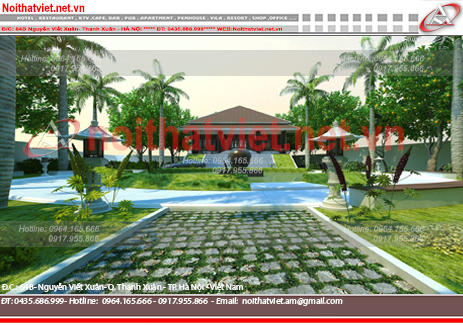 Noithatviet.net.vn
HOTEL . RESTAURANT . KTV.CAFE. BAR . PUB . APARTMENT . PENHOUSE . VILA . RESORT . SHOP ,OFFICE ...
Đ/C: 64B Nguyễn Viết Xuân- Thanh Xuân - HÀ NỘI ***** ĐT: 0435.686.999***** WEB:Noithatviet.net.vn
Hotline: 0964.165.666
0917.955.866
Hotline: 0964.165.666
0917.955.866
noithatviet.net.vn
Hotline: 0964.165.666
0917.955.866
Hotline: 0964.165.666
0917.955.866
Hotline: 0964.165.666
0917.955.866
Đ.C : 64B- Nguyễn Viết Xuân- Q. Thanh Xuân - TP. Hà Nội - Việt Nam
ĐT: 0435.686.999- Hotline: 0964.165.666 - 0917.955.866 - Email: noithatviet.am@gmail.com